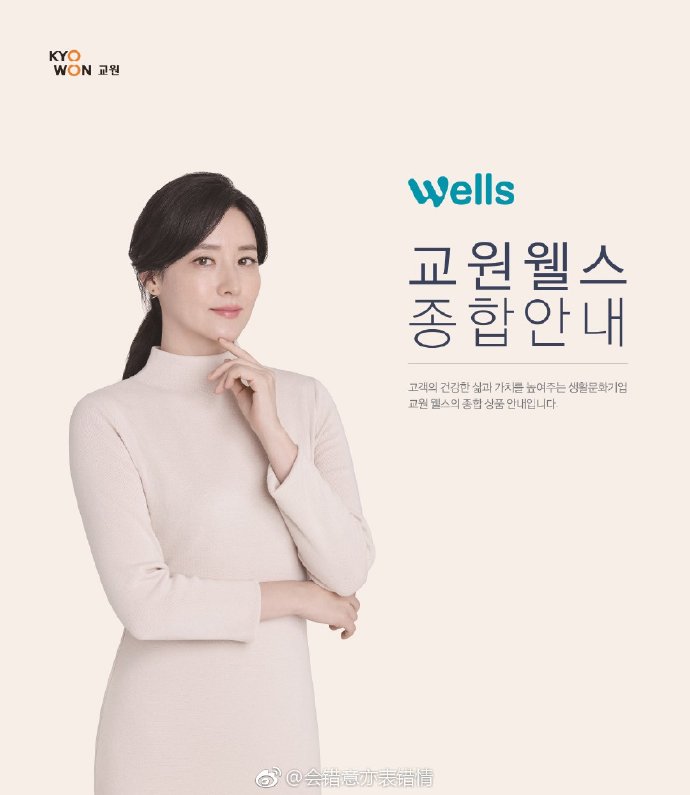 KYO
WON 교원
wells
교원웰스
종합안내
고객의 건강한 삶과 가치를 높여주는 생활문화기업
교원 웰스의 종합 상품 안내입니다.
@会错意亦表错情